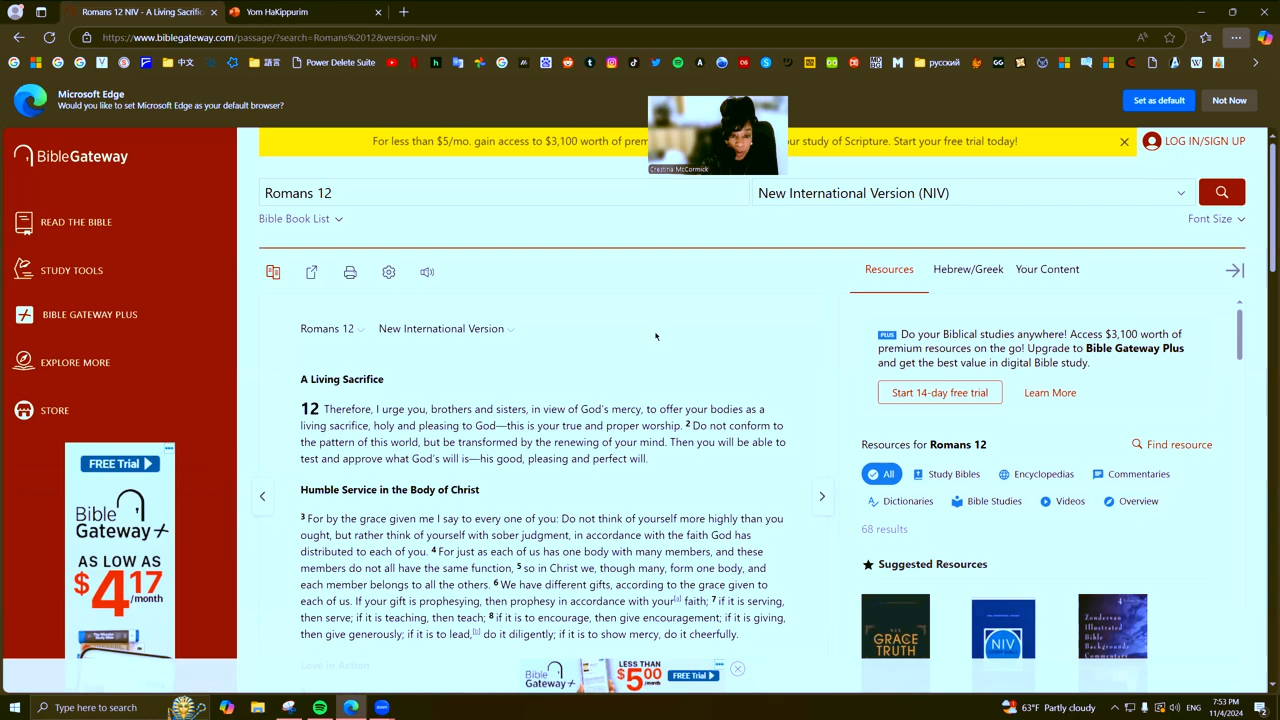 Romans 12 NIV - A Living Sacrific
Yom HaKippurim
https://www.biblegateway.com/passage/?search=Romans%2012&version=NIV
中文
语言
Power Delete Suite
русский
Microsoft Edge
Would you like to set Microsoft Edge as your default browser?
Set as default
Not Now
BibleGateway
For less than $5/mo. gain access to $3,100 worth of prem
ur study of Scripture. Start your free trial today!
LOG IN/SIGN UP
Crestina McCormick
Romans 12
New International Version (NIV)
Bible Book List
Font Size
READ THE BIBLE
STUDY TOOLS
BIBLE GATEWAY PLUS
EXPLORE MORE
STORE
Resources
Hebrew/Greek
Your Content
Romans 12
New International Version
PLUS Do your Biblical studies anywhere! Access $3,100 worth of
premium resources on the go! Upgrade to Bible Gateway Plus
and get the best value in digital Bible study.
Start 14-day free trial
Learn More
A Living Sacrifice
12 Therefore, I urge you, brothers and sisters, in view of God's mercy, to offer your bodies as a
living sacrifice, holy and pleasing to God—this is your true and proper worship. 2 Do not conform to
the pattern of this world, but be transformed by the renewing of your mind. Then you will be able to
test and approve what God's will is—his good, pleasing and perfect will.
Humble Service in the Body of Christ
3 For by the grace given me I say to every one of you: Do not think of yourself more highly than you
ought, but rather think of yourself with sober judgment, in accordance with the faith God has
distributed to each of you. 4 For just as each of us has one body with many members, and these
members do not all have the same function, 5 so in Christ we, though many, form one body, and
each member belongs to all the others. 6 We have different gifts, according to the grace given to
each of us. If your gift is prophesying, then prophesy in accordance with your[a] faith; 7 if it is serving,
then serve; if it is teaching, then teach; 8 if it is to encourage, then give encouragement; if it is giving,
then give generously; if it is to lead,[b] do it diligently; if it is to show mercy, do it cheerfully.
Love in Action
Resources for Romans 12
Find resource
All
Study Bibles
Encyclopedias
Commentaries
Dictionaries
Bible Studies
Videos
Overview
68 results
Suggested Resources
GRACE
TRUTH
NIV
Zondervan
Illustrated
Bible
Backgrounds
Commentary
FREE Trial
Bible
Gateway+
AS LOW AS
$4.17
/month
Bible
Gateway+
LESS THAN
$5.00
/month
FREE Trial
Type here to search
63°F Partly cloudy
7:53 PM
11/4/2024